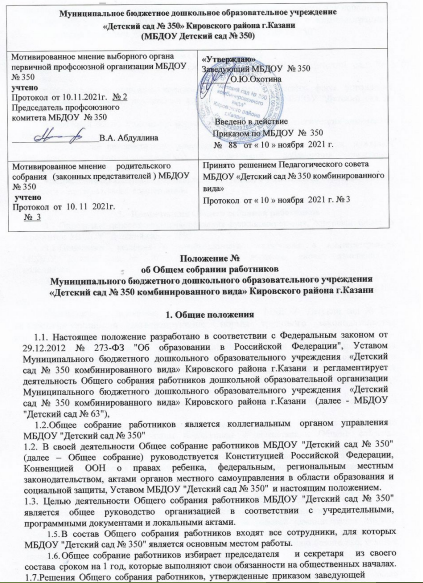 Муниципальное бюджетное дошкольное образовательное учреждение
«Детский сад № 350» Кировского района г.Казани
(МБДОУ Детский сад № 350)
Мотивированное мнение выборного органа
первичной профсоюзной организации МБДОУ
№ 350
учтено
Протокол от 10.11.2021г. № 2
Председатель профсоюзного
комитета МБДОУ № 350
В.А. Абдуллина
«Утверждаю»
Заведующий МБДОУ № 350
О.Ю.Охотина
Введено в действие
Приказом по МБДОУ № 350
№ 88 от « 10 » ноября 2021 г.
Мотивированное мнение родительского
собрания (законных представителей ) МБДОУ
№ 350
учтено
Протокол от 10. 11 2021г.
№ 3
Принято решением Педагогического совета
МБДОУ «Детский сад № 350 комбинированного
вида»
Протокол от « 10 » ноября 2021 г. № 3
Положение №
об Общем собрании работников
Муниципального бюджетного дошкольного образовательного учреждения
«Детский сад № 350 комбинированного вида» Кировского района г.Казани
1. Общие положения
1.1. Настоящее положение разработано в соответствии с Федеральным законом от
29.12.2012 № 273-ФЗ "Об образовании в Российской Федерации", Уставом
Муниципального бюджетного дошкольного образовательного учреждения «Детский
сад № 350 комбинированного вида» Кировского района г.Казани и регламентирует
деятельность Общего собрания работников дошкольной образовательной организации
Муниципального бюджетного дошкольного образовательного учреждения «Детский
сад № 350 комбинированного вида» Кировского района г.Казани (далее - МБДОУ
"Детский сад № 63"),
1.2.Общее собрание работников является коллегиальным органом управления
МБДОУ "Детский сад № 350"
1.2. В своей деятельности Общее собрание работников МБДОУ "Детский сад № 350"
(далее – Общее собрание) руководствуется Конституцией Российской Федерации,
Конвенцией ООН о правах ребенка, федеральным, региональным местным
законодательством, актами органов местного самоуправления в области образования и
социальной защиты, Уставом МБДОУ "Детский сад № 350" и настоящим положением.
1.3. Целью деятельности Общего собрания работников МБДОУ "Детский сад № 350"
является общее руководство организацией в соответствии с учредительными,
программными документами и локальными актами.
1.5.В состав Общего собрания работников входят все сотрудники, для которых
МБДОУ "Детский сад № 350" является основным местом работы.
1.6.Общее собрание работников избирает председателя и секретаря из своего
состава сроком на 1 год, которые выполняют свои обязанности на общественных началах.
1.7.Решения Общего собрания работников, утвержденные приказом заведующей